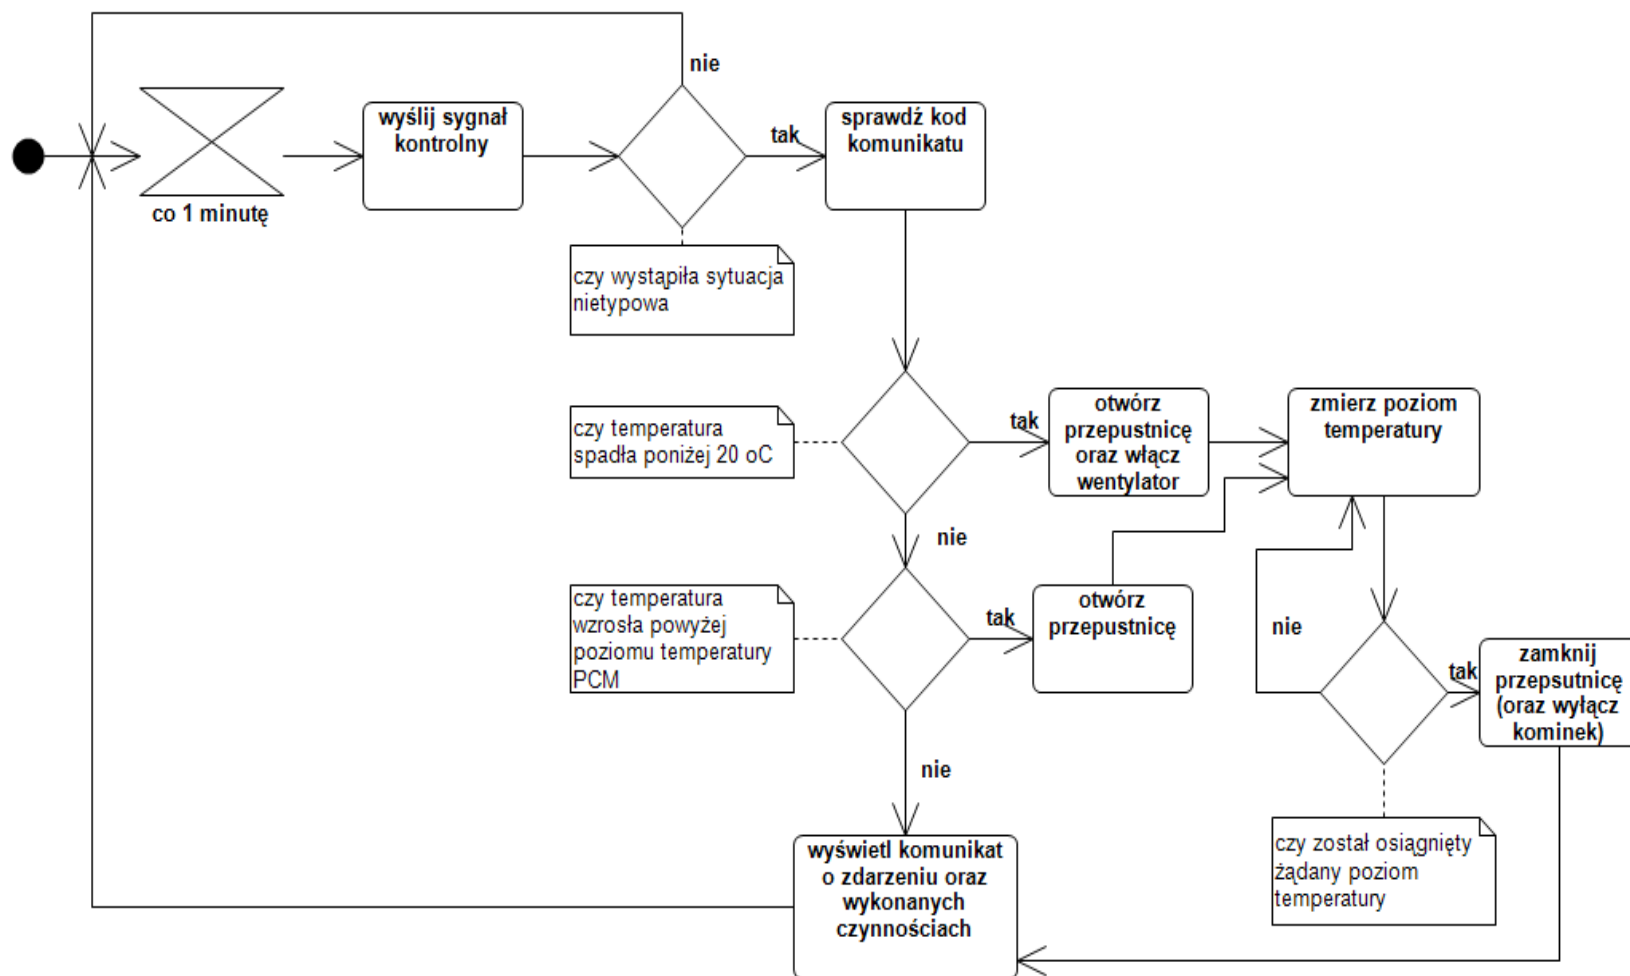 nie
wyślij sygnał
kontrolny
tak
sprawdź kod
komunikatu
co 1 minutę
czy wystąpiła sytuacja
nietypowa
czy temperatura
spadła poniżej 20 oC
tak
otwórz
przepustnicę
oraz włącz
wentylator
zmierz poziom
temperatury
nie
czy temperatura
wzrosła powyżej
poziomu temperatury
PCM
tak
otwórz
przepustnicę
nie
tak
zamknij
przepsutnicę
(oraz wyłącz
kominek)
nie
wyświetl komunikat
o zdarzeniu oraz
wykonanych
czynnościach
czy został osiągnięty
żądany poziom
temperatury